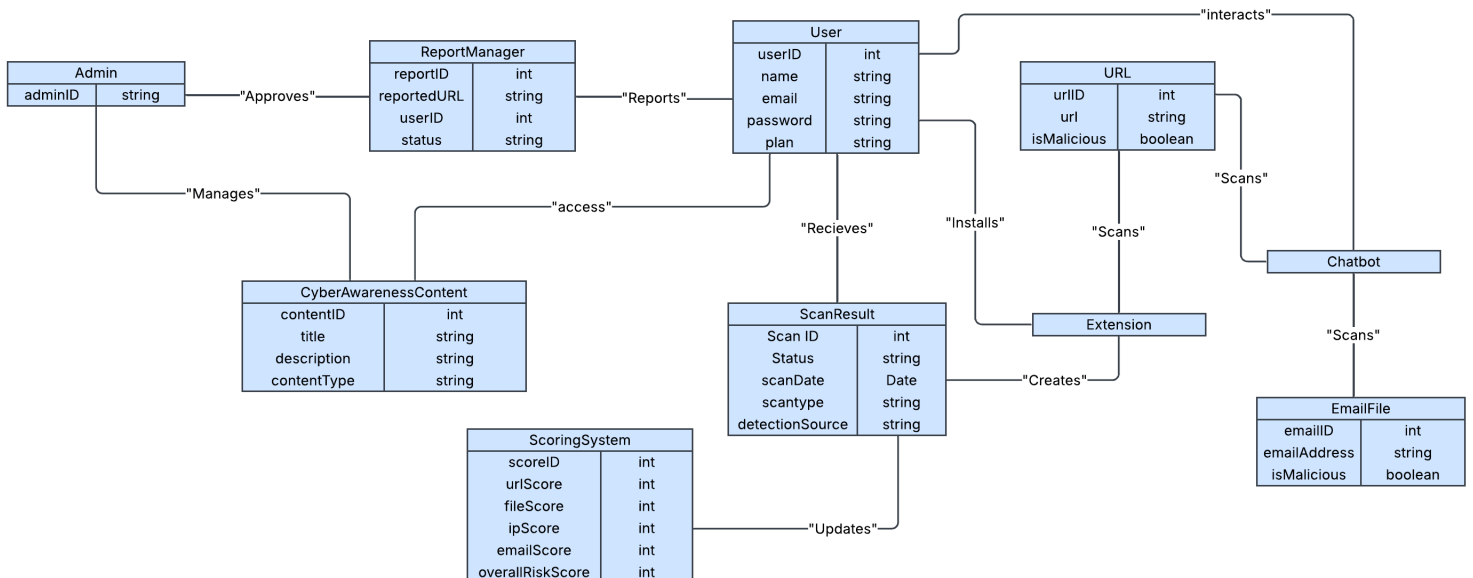 "interacts"
User
userID int
name string
email string
password string
plan string
ReportManager
reportID int
reportedURL string
userID int
status string
Admin
adminID string
"Approves"
"Reports"
URL
urlID int
url string
isMalicious boolean
"Scans"
"Manages"
"access"
"Recieves"
"Installs"
"Scans"
Chatbot
CyberAwarenessContent
contentID int
title string
description string
contentType string
ScanResult
Scan ID int
Status string
scanDate Date
scantype string
detectionSource string
Extension
"Scans"
"Creates"
EmailFile
emailID int
emailAddress string
isMalicious boolean
ScoringSystem
scoreID int
urlScore int
fileScore int
ipScore int
emailScore int
overallRiskScore int
"Updates"